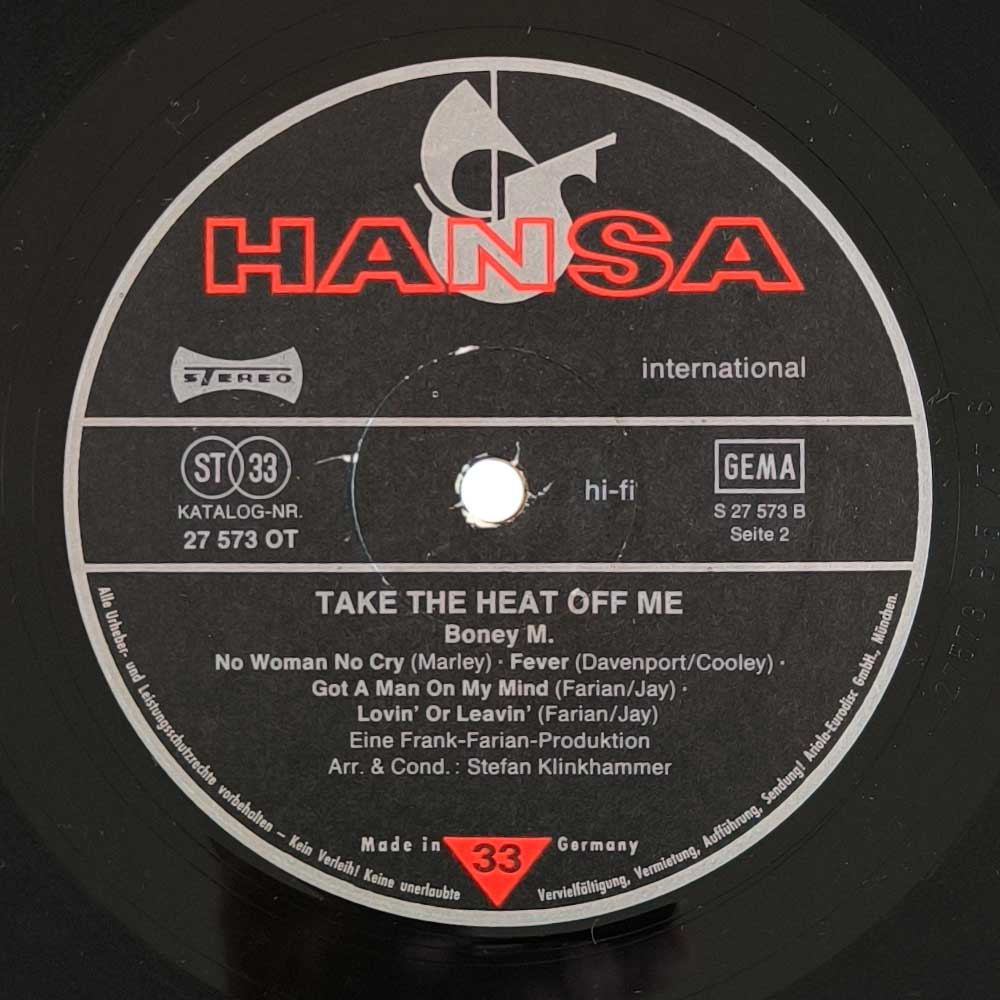 HANSA
STEREO
international
ST 33
KATALOG-NR.
27 573 OT
hi-fi
GEMA
S 27 573 B
Seite 2
TAKE THE HEAT OFF ME
Boney M.
No Woman No Cry (Marley) · Fever (Davenport/Cooley) ·
Got A Man On My Mind (Farian/Jay) ·
Lovin' Or Leavin' (Farian/Jay)
Eine Frank-Farian-Produktion
Arr. & Cond.: Stefan Klinkhammer
Made in 33 Germany
Alle Urheber- und Leistungsschutzrechte vorbehalten – Kein Verleih! Keine unerlaubte Vervielfältigung, Vermietung, Aufführung, Sendung! Ariola-Eurodisc GmbH., München.